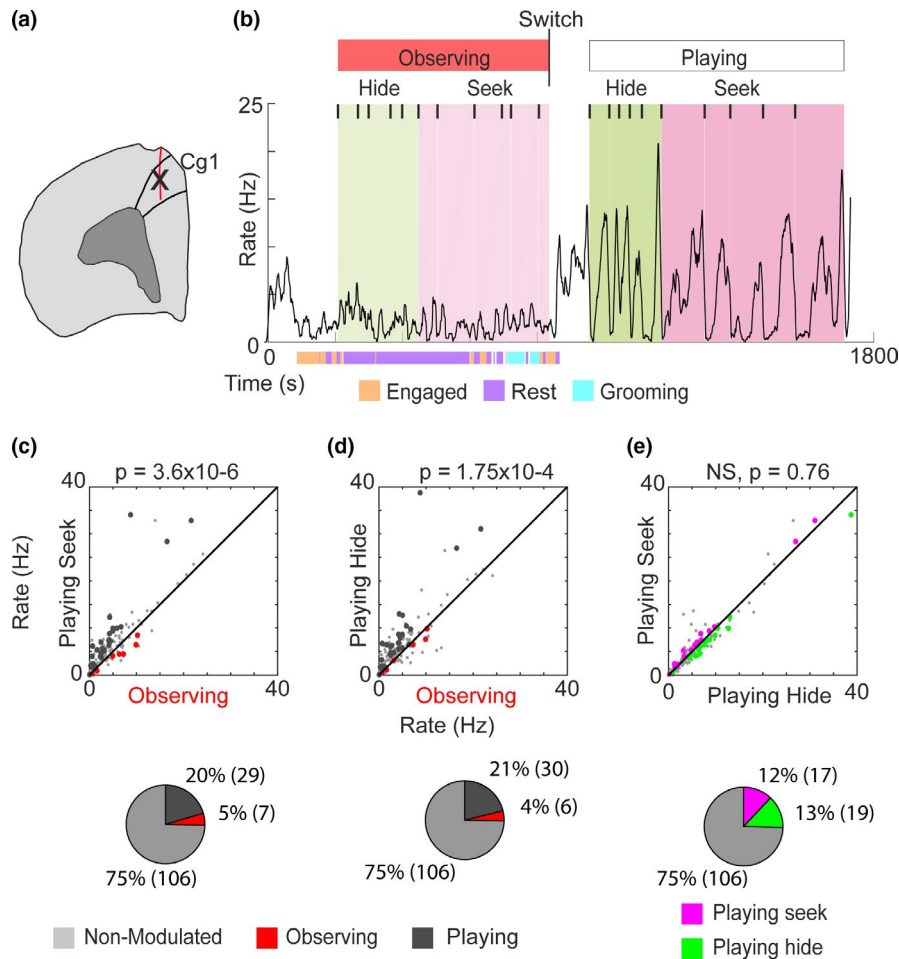 (a)
Cg1
(b)
Switch
Observing
Playing
Hide
Seek
Hide
Seek
25
Rate (Hz)
0
0
1800
Time (s)
Engaged
Rest
Grooming
(c)
p = 3.6x10-6
40
Rate (Hz)
Playing Seek
0
0
40
Observing
(d)
p = 1.75x10-4
40
Playing Hide
0
0
40
Observing
Rate (Hz)
(e)
NS, p = 0.76
40
Playing Seek
0
0
40
Playing Hide
20% (29)
5% (7)
75% (106)
21% (30)
4% (6)
75% (106)
12% (17)
13% (19)
75% (106)
Non-Modulated
Observing
Playing
Playing seek
Playing hide